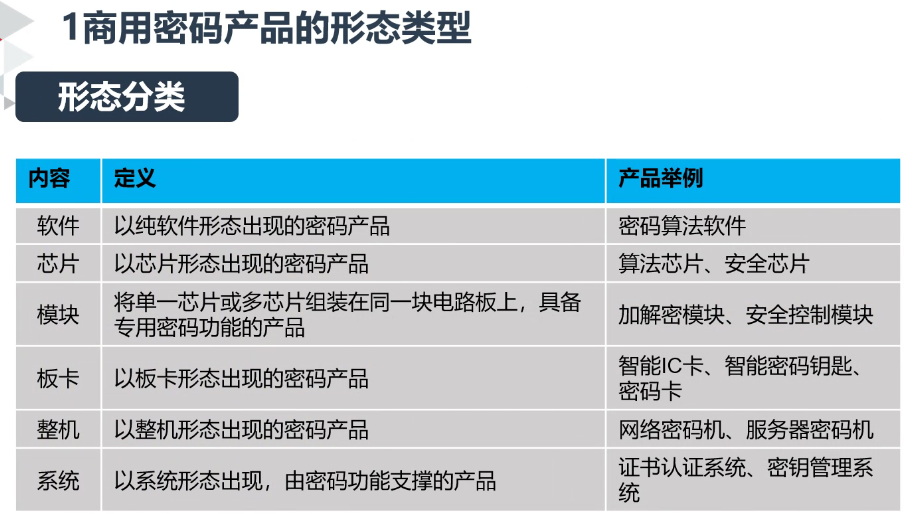 1商用密码产品的形态类型
形态分类
内容 定义 产品举例
软件 以纯软件形态出现的密码产品 密码算法软件
芯片 以芯片形态出现的密码产品 算法芯片、安全芯片
模块 将单一芯片或多芯片组装在同一块电路板上，具备
专用密码功能的产品 加解密模块、安全控制模块
板卡 以板卡形态出现的密码产品 智能IC卡、智能密码钥匙、
密码卡
整机 以整机形态出现的密码产品 网络密码机、服务器密码机
系统 以系统形态出现，由密码功能支撑的产品 证书认证系统、密钥管理系
统